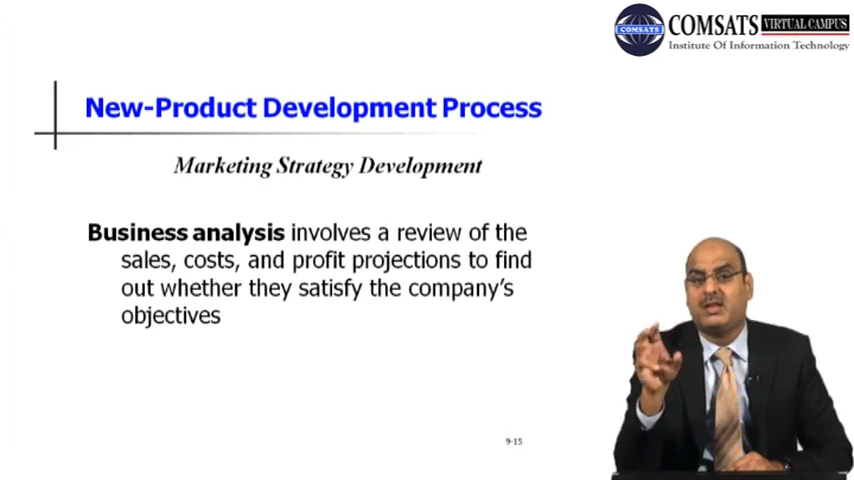 COMSATS VIRTUAL CAMPUS
COMSATS
Institute Of Information Technology
New-Product Development Process
Marketing Strategy Development
Business analysis involves a review of the
sales, costs, and profit projections to find
out whether they satisfy the company's
objectives
9-15